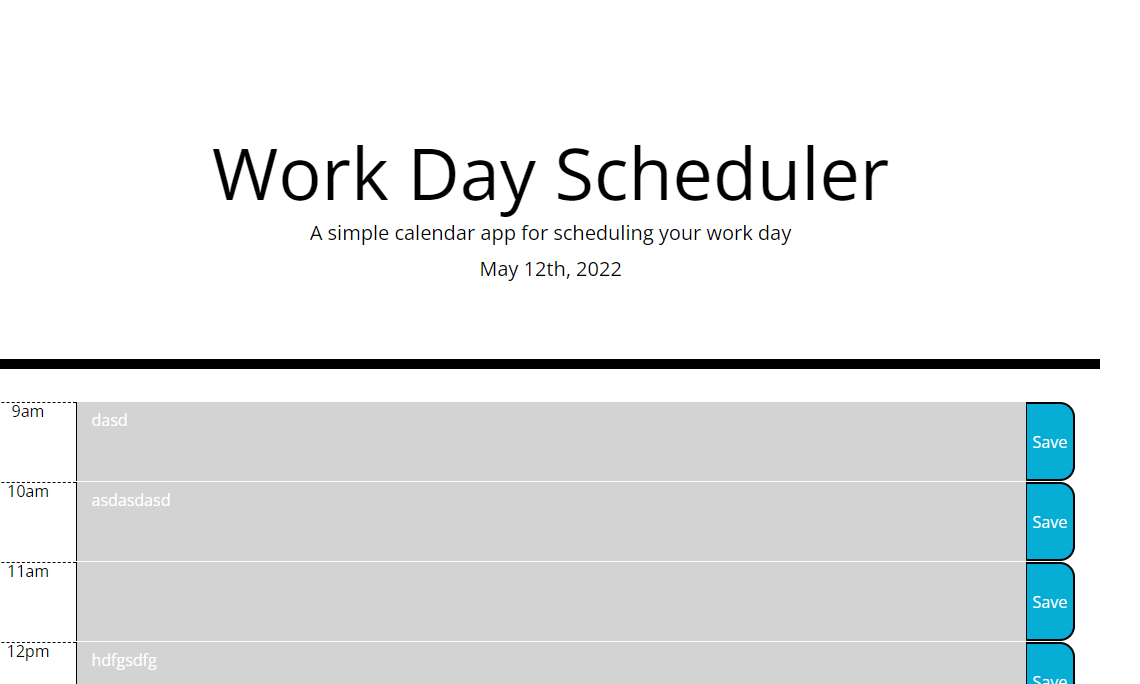 Work Day Scheduler
A simple calendar app for scheduling your work day
May 12th, 2022
9am
dasd
Save
10am
asdasdasd
Save
11am
Save
12pm
hdfgsdfg
Save